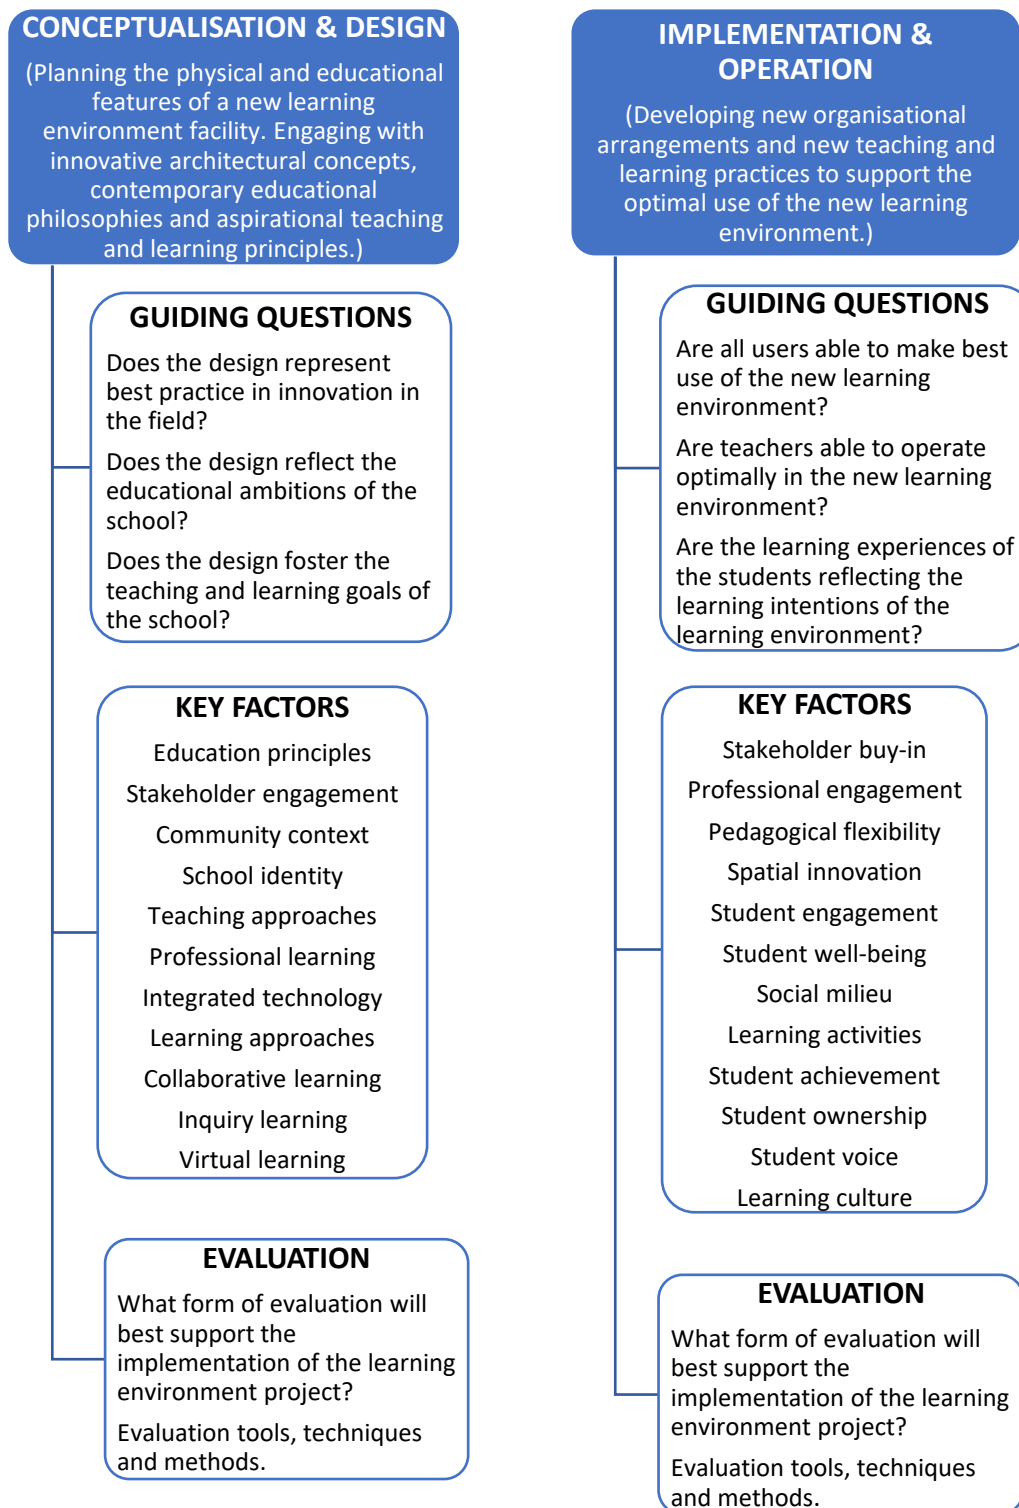 CONCEPTUALISATION & DESIGN
(Planning the physical and educational
features of a new learning
environment facility. Engaging with
innovative architectural concepts,
contemporary educational
philosophies and aspirational teaching
and learning principles.)
GUIDING QUESTIONS
Does the design represent
best practice in innovation in
the field?
Does the design reflect the
educational ambitions of the
school?
Does the design foster the
teaching and learning goals of
the school?
KEY FACTORS
Education principles
Stakeholder engagement
Community context
School identity
Teaching approaches
Professional learning
Integrated technology
Learning approaches
Collaborative learning
Inquiry learning
Virtual learning
EVALUATION
What form of evaluation will
best support the
implementation of the learning
environment project?
Evaluation tools, techniques
and methods.
IMPLEMENTATION &
OPERATION
(Developing new organisational
arrangements and new teaching and
learning practices to support the
optimal use of the new learning
environment.)
GUIDING QUESTIONS
Are all users able to make best
use of the new learning
environment?
Are teachers able to operate
optimally in the new learning
environment?
Are the learning experiences of
the students reflecting the
learning intentions of the
learning environment?
KEY FACTORS
Stakeholder buy-in
Professional engagement
Pedagogical flexibility
Spatial innovation
Student engagement
Student well-being
Social milieu
Learning activities
Student achievement
Student ownership
Student voice
Learning culture
EVALUATION
What form of evaluation will
best support the
implementation of the learning
environment project?
Evaluation tools, techniques
and methods.